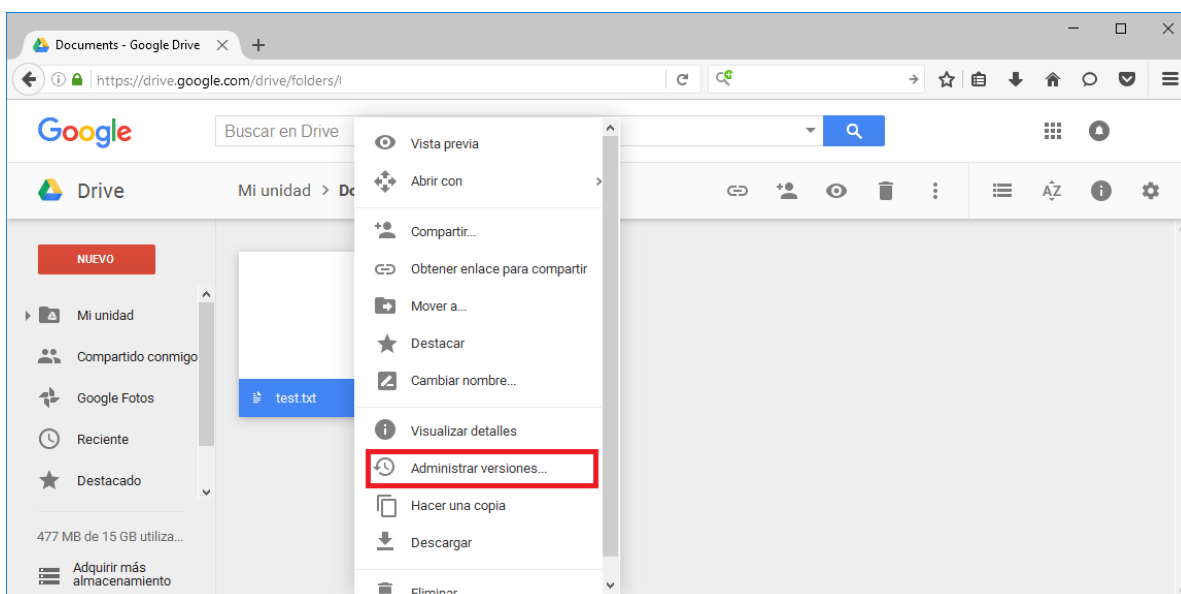 Documents - Google Drive
https://drive.google.com/drive/folders/
Google
Buscar en Drive
Drive
Mi unidad > Do
AZ
NUEVO
Mi unidad
Compartido conmigo
Google Fotos
Reciente
Destacado
477 MB de 15 GB utiliza...
Adquirir más
almacenamiento
test.txt
Vista previa
Abrir con
Compartir...
Obtener enlace para compartir
Mover a...
Destacar
Cambiar nombre...
Visualizar detalles
Administrar versiones...
Hacer una copia
Descargar
Eliminar